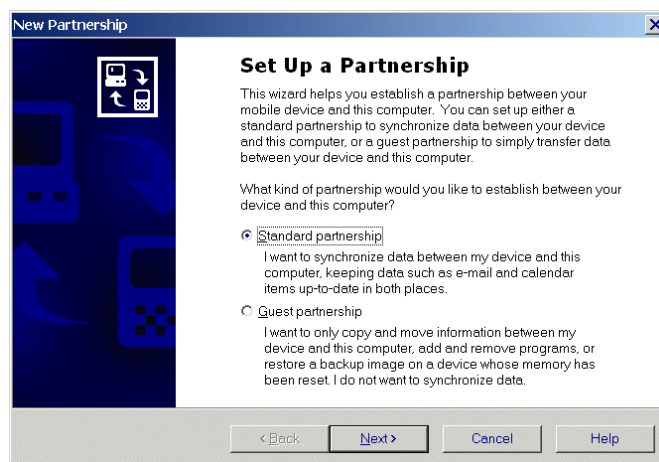 New Partnership
Set Up a Partnership
This wizard helps you establish a partnership between your
mobile device and this computer. You can set up either a
standard partnership to synchronize data between your device
and this computer, or a guest partnership to simply transfer data
between your device and this computer.
What kind of partnership would you like to establish between your
device and this computer?
Standard partnership
I want to synchronize data between my device and this
computer, keeping data such as e-mail and calendar
items up-to-date in both places.
Guest partnership
I want to only copy and move information between my
device and this computer, add and remove programs, or
restore a backup image on a device whose memory has
been reset. I do not want to synchronize data.
< Back Next > Cancel Help